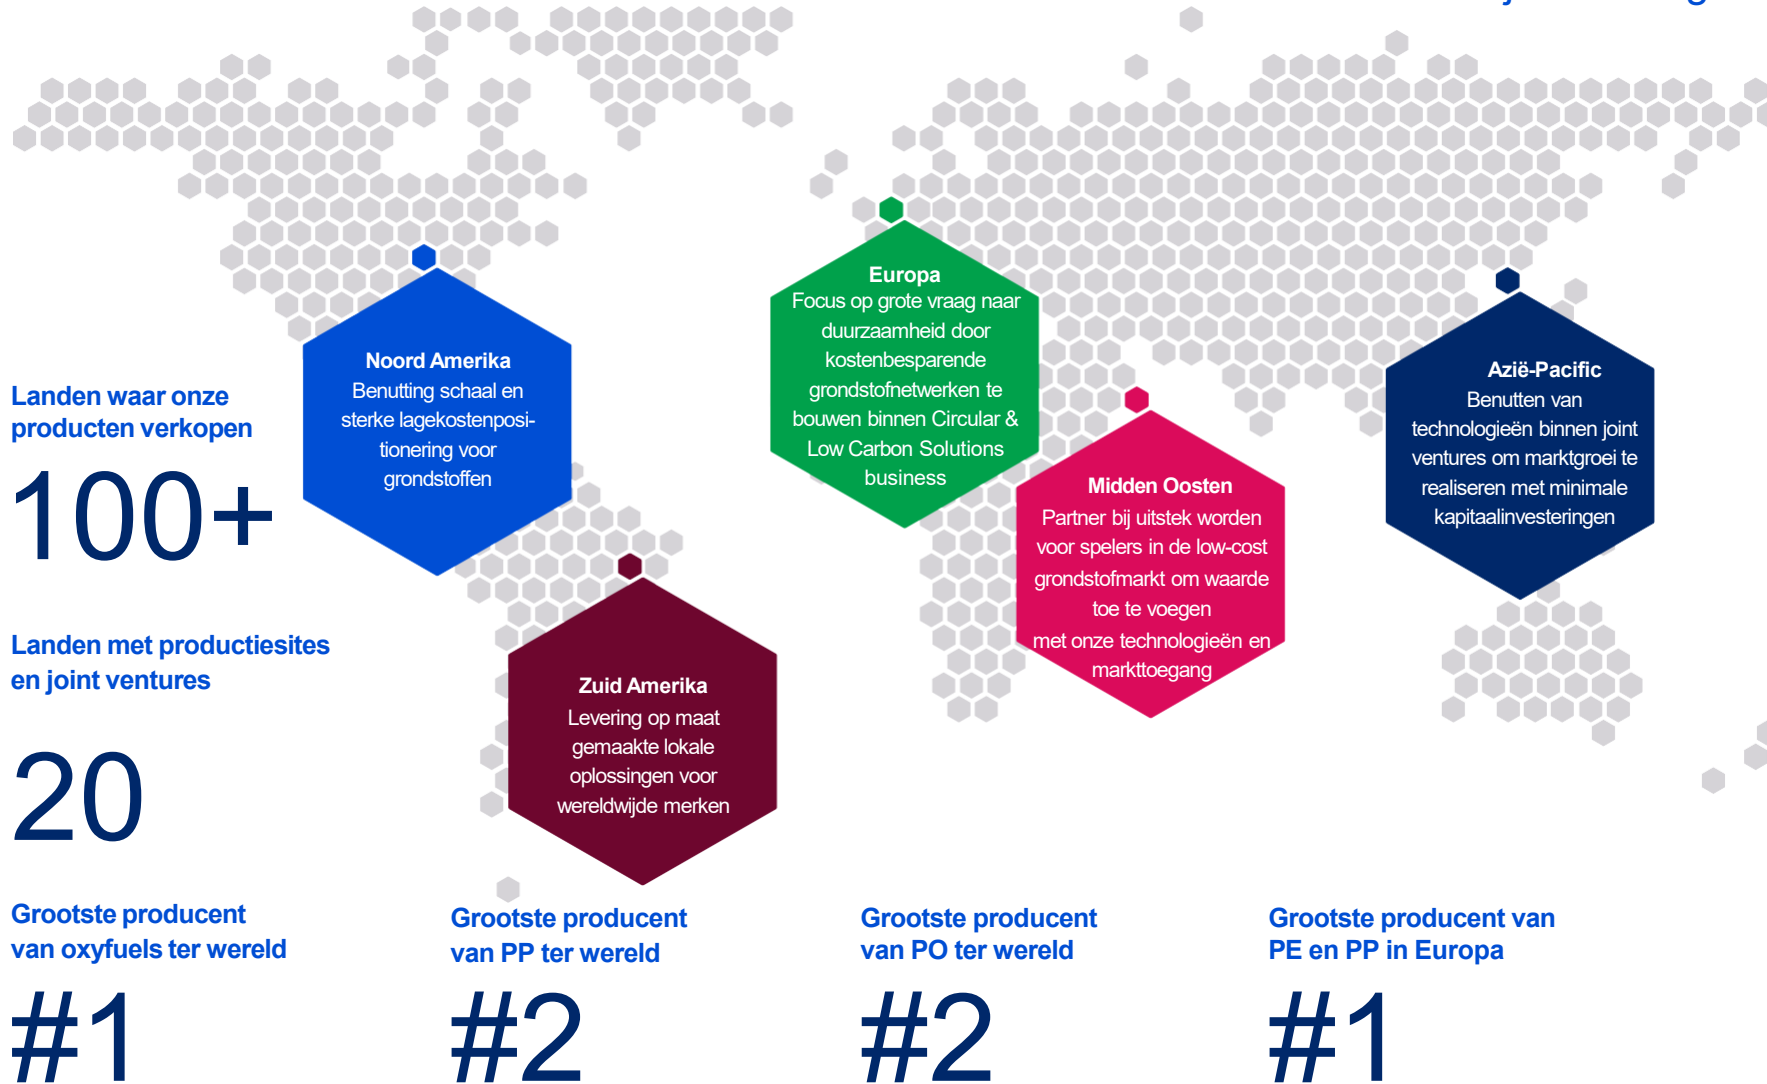 Europa
Focus op grote vraag naar
duurzaamheid door
kostenbesparende
grondstofnetwerken te
bouwen binnen Circular &
Low Carbon Solutions
business
Noord Amerika
Benutting schaal en
sterke lagekostenposi-
tionering voor
grondstoffen
Azië-Pacific
Benutten van
technologieën binnen joint
ventures om marktgroei te
realiseren met minimale
kapitaalinvesteringen
Midden Oosten
Partner bij uitstek worden
voor spelers in de low-cost
grondstofmarkt om waarde
toe te voegen
met onze technologieën en
markttoegang
Zuid Amerika
Levering op maat
gemaakte lokale
oplossingen voor
wereldwijde merken
Landen waar onze
producten verkopen
100+
Landen met productiesites
en joint ventures
20
Grootste producent
van oxyfuels ter wereld
#1
Grootste producent
van PP ter wereld
#2
Grootste producent
van PO ter wereld
#2
Grootste producent van
PE en PP in Europa
#1